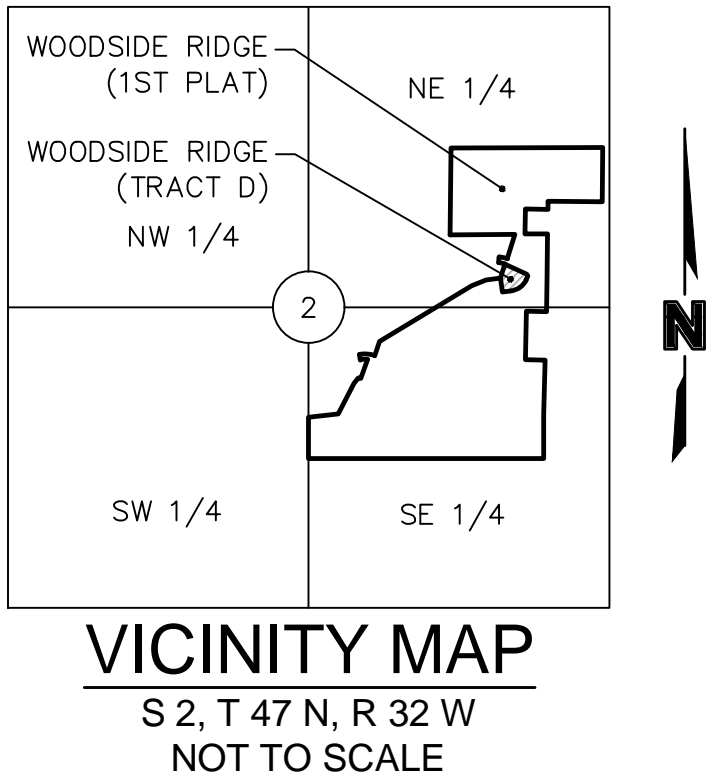 WOODSIDE RIDGE
(1ST PLAT)
NE 1/4
WOODSIDE RIDGE
(TRACT D)
NW 1/4
2
N
SW 1/4
SE 1/4
VICINITY MAP
S 2, T 47 N, R 32 W
NOT TO SCALE